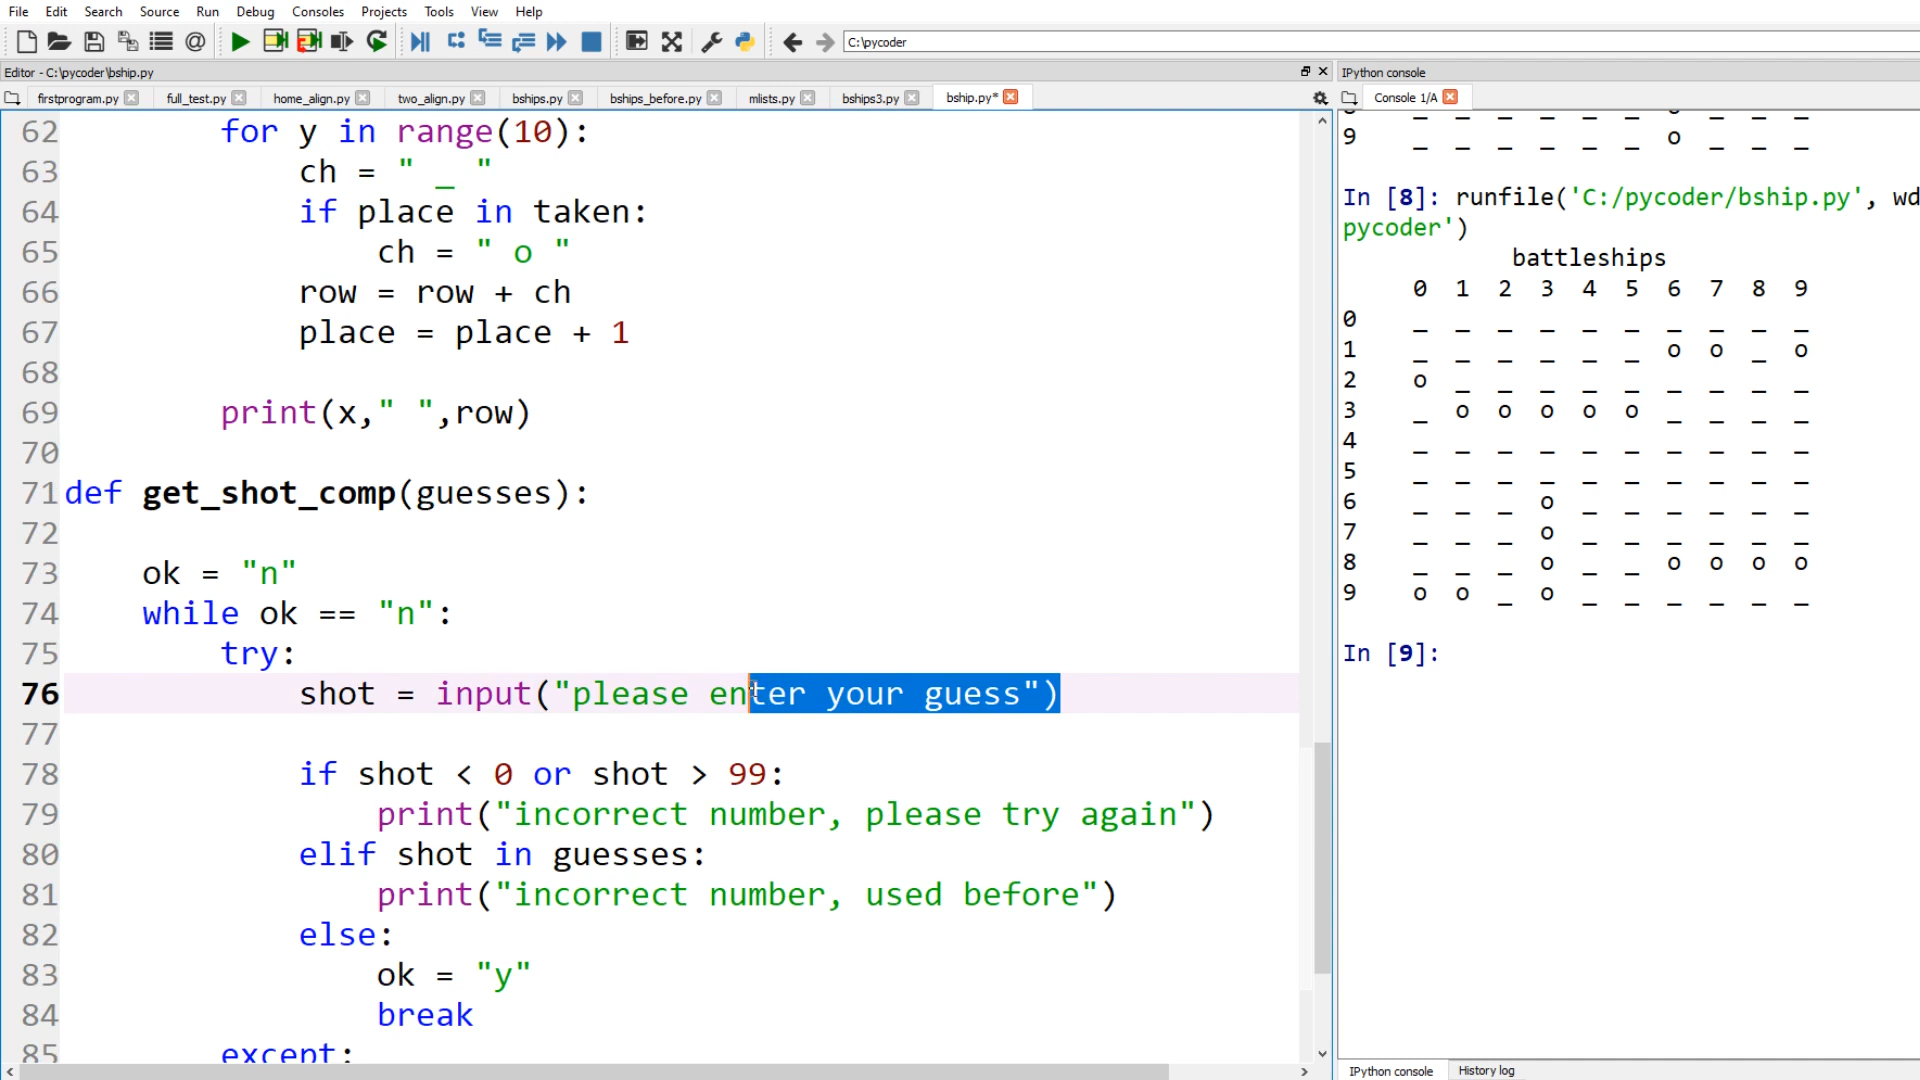 File Edit Search Source Run Debug Consoles Projects Tools View Help
C:\pycoder
Editor - C:\pycoder\bship.py
firstprogram.py full_test.py home_align.py two_align.py bships.py bships_before.py mlists.py bships3.py bship.py*
62 for y in range(10):
63 ch = " _ "
64 if place in taken:
65 ch = " o "
66 row = row + ch
67 place = place + 1
68
69 print(x," ",row)
70
71 def get_shot_comp(guesses):
72
73 ok = "n"
74 while ok == "n":
75 try:
76 shot = input("please enter your guess")
77
78 if shot < 0 or shot > 99:
79 print("incorrect number, please try again")
80 elif shot in guesses:
81 print("incorrect number, used before")
82 else:
83 ok = "y"
84 break
85 except:
IPython console
Console 1/A
9 _ _ _ _ _ _ o _ _ _
In [8]: runfile('C:/pycoder/bship.py', wd
pycoder')
battleships
0 1 2 3 4 5 6 7 8 9
0 _ _ _ _ _ _ _ _ _ _
1 _ _ _ _ _ _ o o _ o
2 o _ _ _ _ _ _ _ _ _
3 _ o o o o o _ _ _ _
4 _ _ _ _ _ _ _ _ _ _
5 _ _ _ _ _ _ _ _ _ _
6 _ _ _ o _ _ _ _ _ _
7 _ _ _ o _ _ _ _ _ _
8 _ _ _ o _ _ o o o o
9 o o _ o _ _ _ _ _ _
In [9]:
IPython console History log